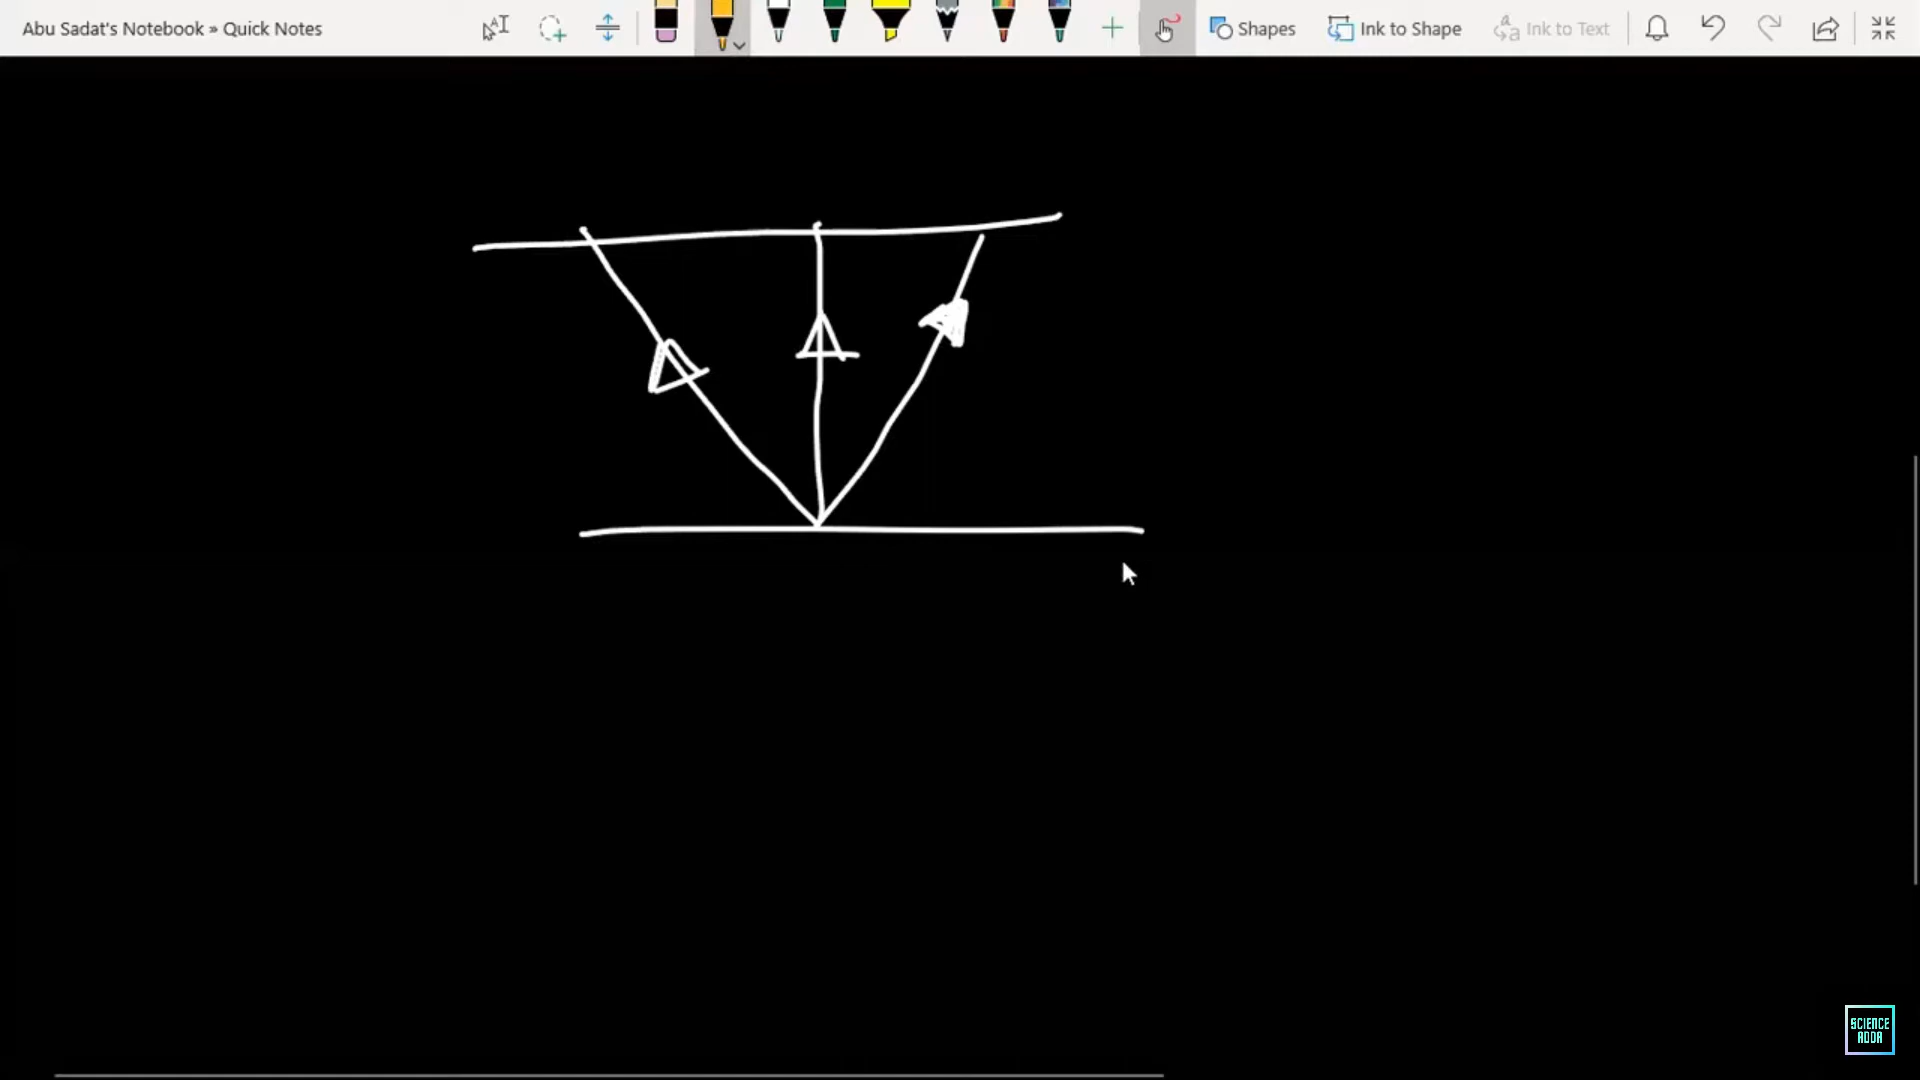 Abu Sadat's Notebook » Quick Notes
Shapes
Ink to Shape
Ink to Text
SCIENCE
ADDA